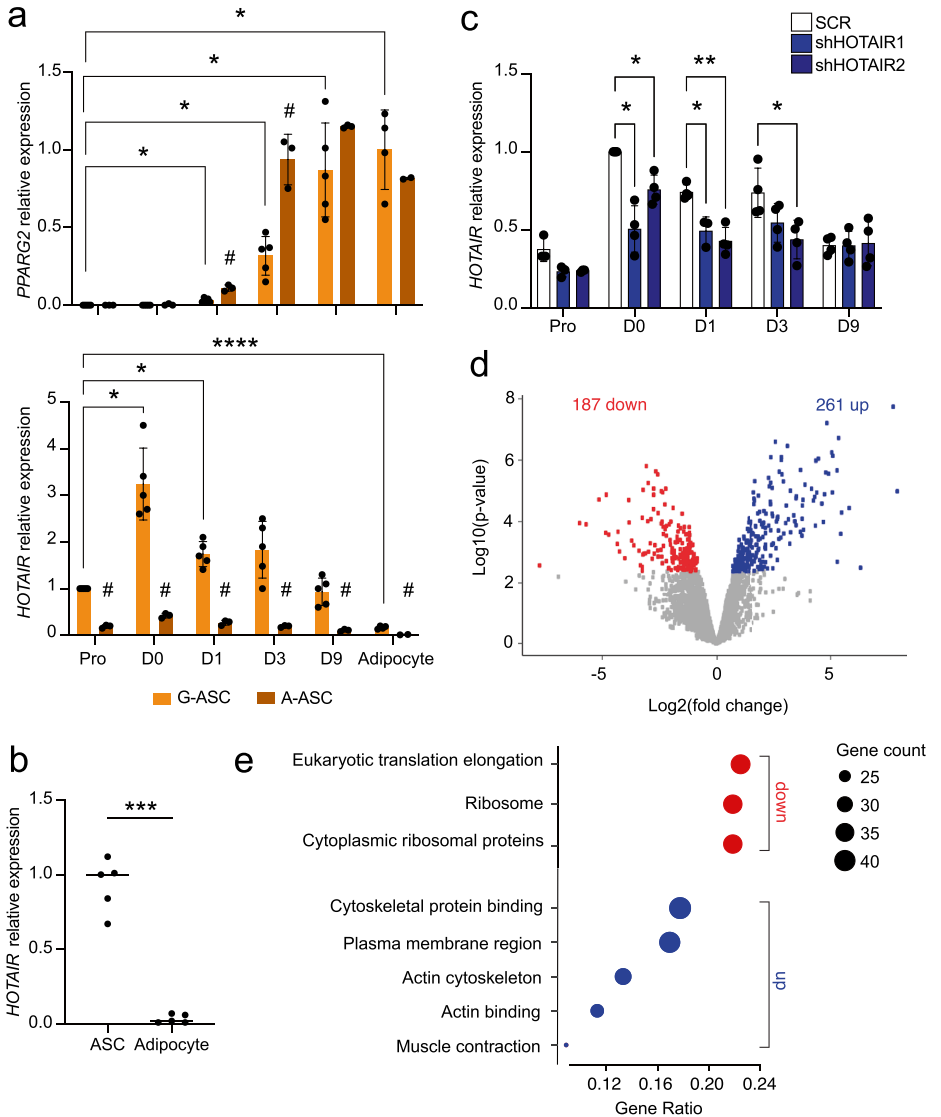 a
*
*
*
*
#
#
PPARG2 relative expression
1.5
1.0
0.5
0.0
****
*
*
HOTAIR relative expression
5
4
3
2
1
0
#
#
#
#
#
#
Pro
D0
D1
D3
D9
Adipocyte
G-ASC
A-ASC
b
HOTAIR relative expression
1.5
1.0
0.5
0.0
***
ASC
Adipocyte
c
SCR
shHOTAIR1
shHOTAIR2
HOTAIR relative expression
1.5
1.0
0.5
0.0
*
*
**
*
*
Pro
D0
D1
D3
D9
d
187 down
261 up
Log10(p-value)
8
6
4
2
0
-5
0
5
Log2(fold change)
e
Eukaryotic translation elongation
Ribosome
Cytoplasmic ribosomal proteins
Cytoskeletal protein binding
Plasma membrane region
Actin cytoskeleton
Actin binding
Muscle contraction
down
up
0.12
0.16
0.20
0.24
Gene Ratio
Gene count
25
30
35
40